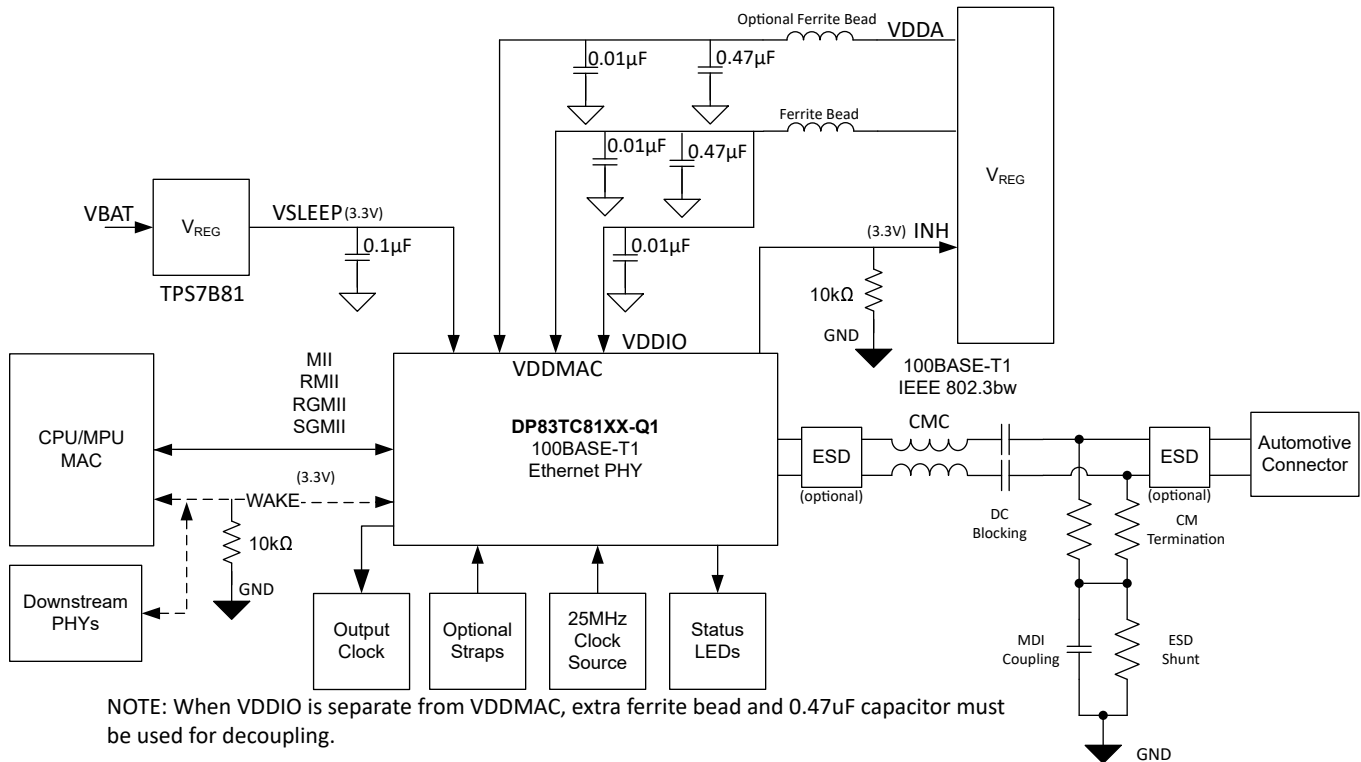 Optional Ferrite Bead
VDDA
0.01µF
0.47µF
Ferrite Bead
0.01µF
0.47µF
VREG
VBAT
VREG
VSLEEP (3.3V)
0.1µF
TPS7B81
0.01µF
(3.3V) INH
10kΩ
GND
VDDIO
VDDMAC
MII
RMII
RGMII
SGMII
CPU/MPU
MAC
DP83TC81XX-Q1
100BASE-T1
Ethernet PHY
100BASE-T1
IEEE 802.3bw
CMC
ESD
(optional)
DC
Blocking
ESD
(optional)
CM
Termination
Automotive
Connector
(3.3V)
WAKE
10kΩ
GND
Downstream
PHYs
Output
Clock
Optional
Straps
25MHz
Clock
Source
Status
LEDs
MDI
Coupling
ESD
Shunt
GND
NOTE: When VDDIO is separate from VDDMAC, extra ferrite bead and 0.47uF capacitor must
be used for decoupling.